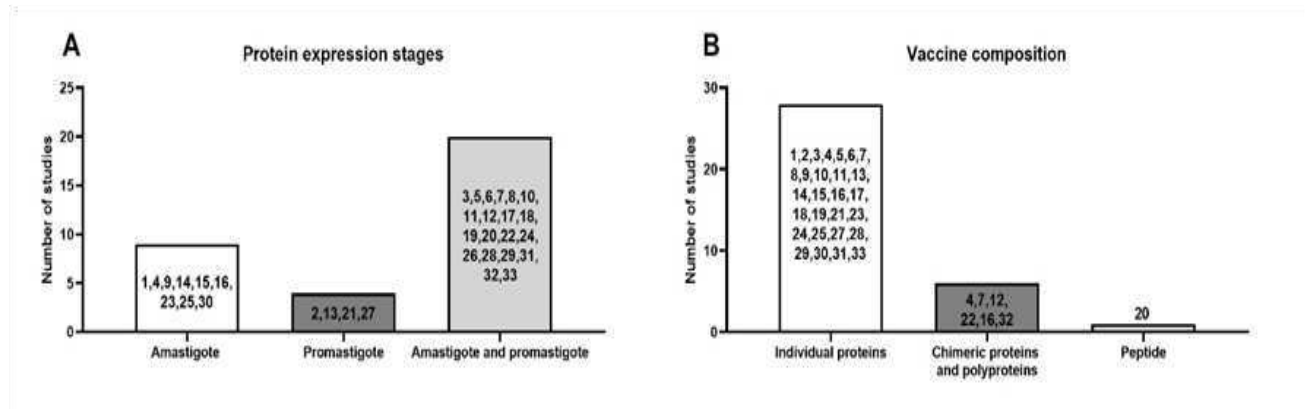 A
Protein expression stages
Number of studies
25
20
15
10
5
0
1,4,9,14,15,16,
23,25,30
2,13,21,27
3,5,6,7,8,10,
11,12,17,18,
19,20,22,24,
26,28,29,31,
32,33
Amastigote
Promastigote
Amastigote and promastigote
B
Vaccine composition
Number of studies
30
20
10
0
1,2,3,4,5,6,7,
8,9,10,11,13,
14,15,16,17,
18,19,21,23,
24,25,27,28,
29,30,31,33
4,7,12,
22,16,32
20
Individual proteins
Chimeric proteins
and polyproteins
Peptide